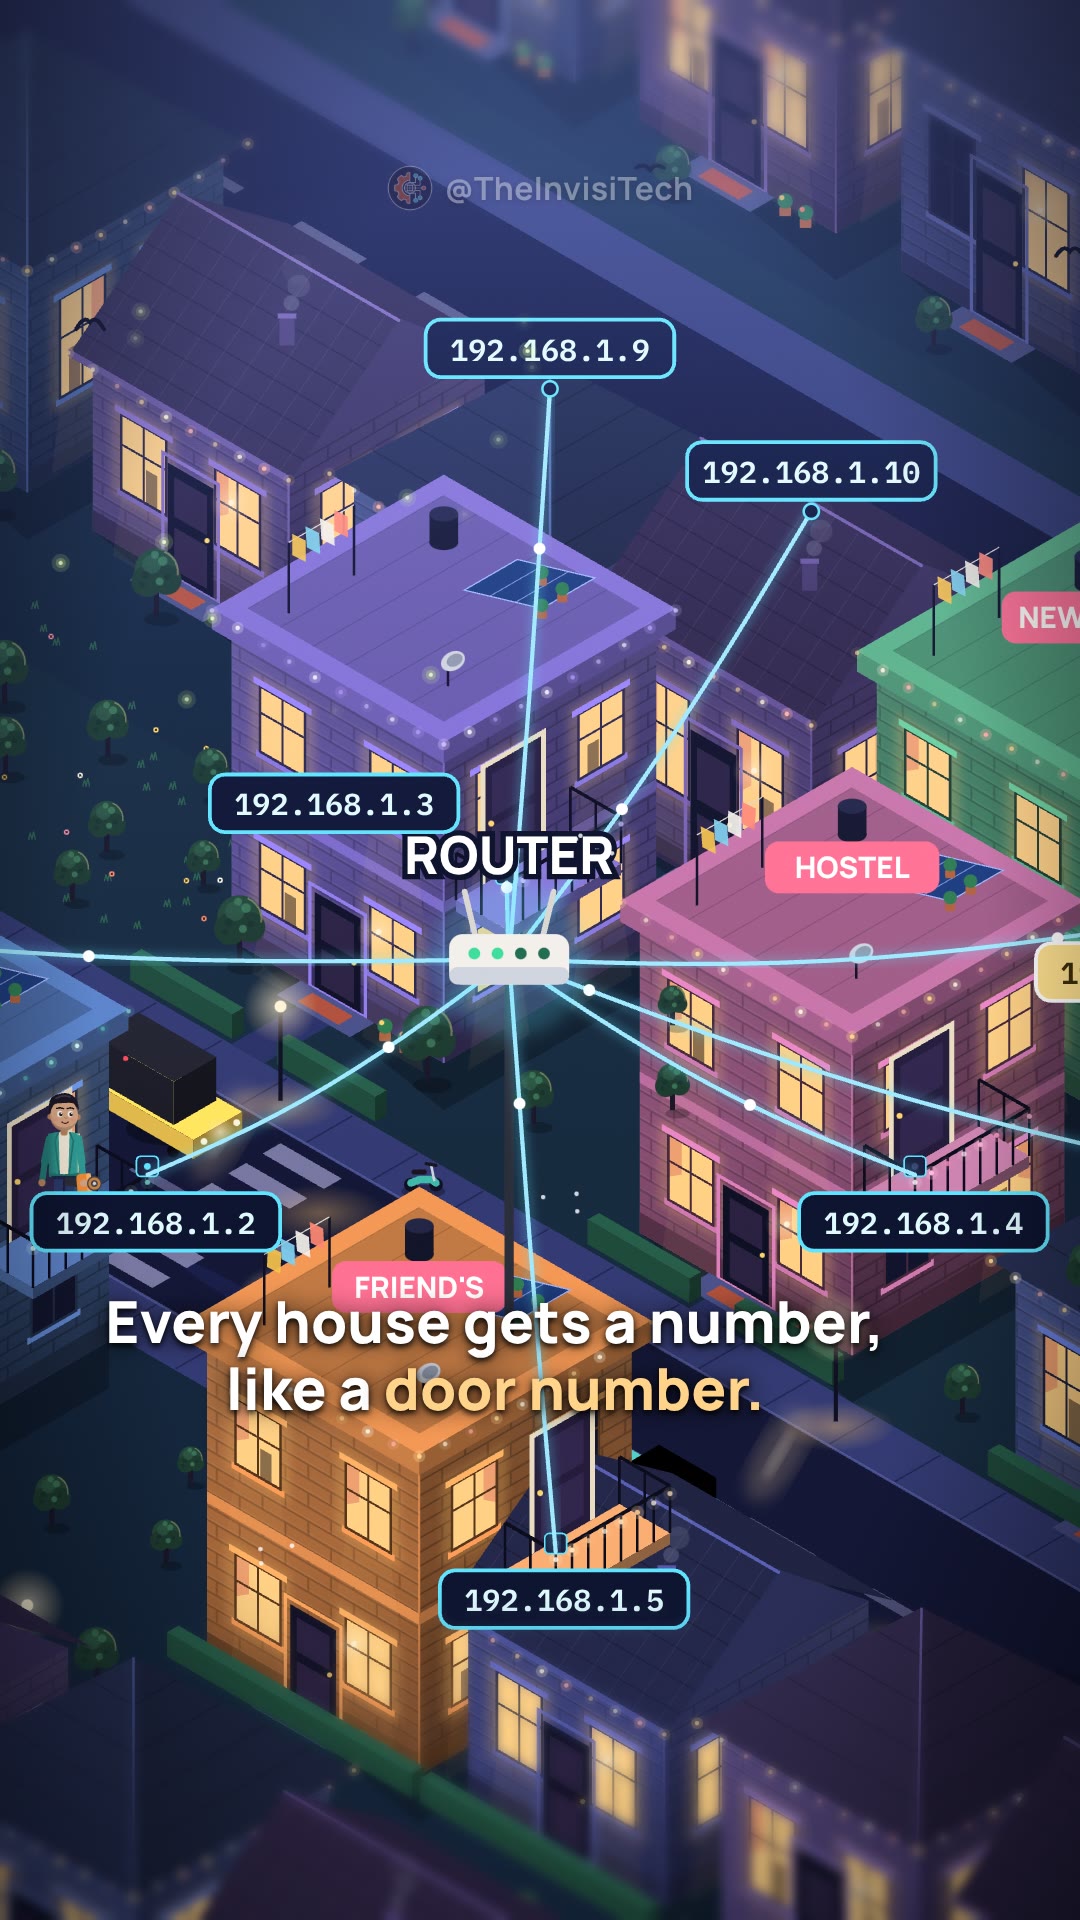 @TheInvisiTech
192.168.1.9
192.168.1.10
NEW
192.168.1.3
ROUTER
HOSTEL
192.168.1.2
192.168.1.4
FRIEND'S
Every house gets a number,
like a door number.
192.168.1.5